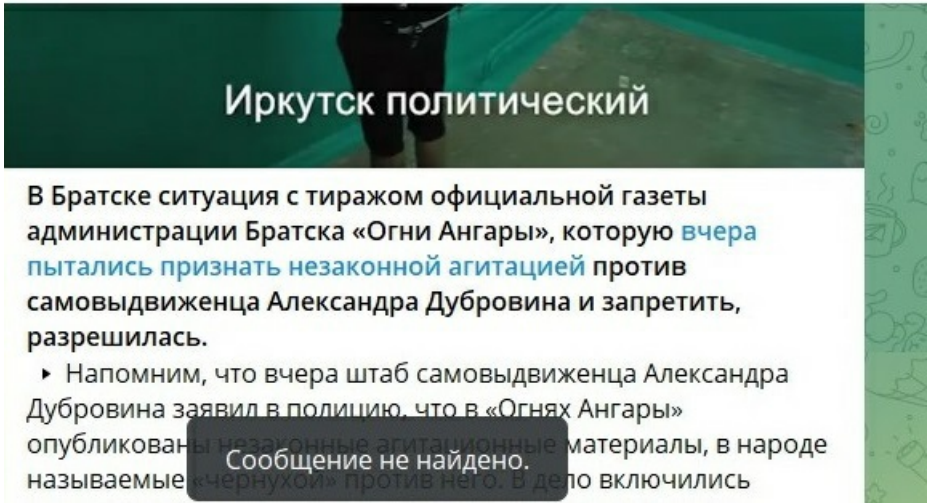 Иркутск политический
В Братске ситуация с тиражом официальной газеты
администрации Братска «Огни Ангары», которую вчера
пытались признать незаконной агитацией против
самовыдвиженца Александра Дубровина и запретить,
разрешилась.
‣ Напомним, что вчера штаб самовыдвиженца Александра
Дубровина заявил в полицию, что в «Огнях Ангары»
опубликованы незаконные агитационные материалы, в народе
называемые «чернухой» против него. В дело включились
Сообщение не найдено.